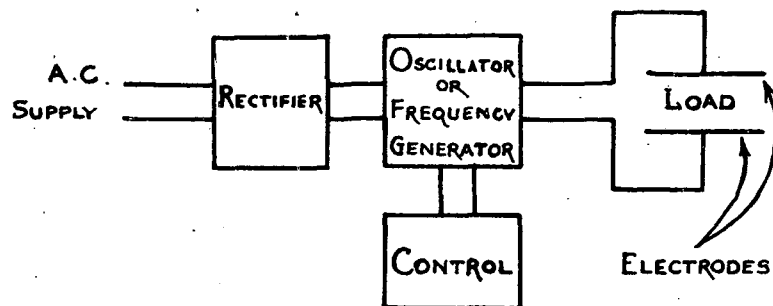 A.C.
SUPPLY
RECTIFIER
OSCILLATOR
OR
FREQUENCY
GENERATOR
LOAD
CONTROL
ELECTRODES